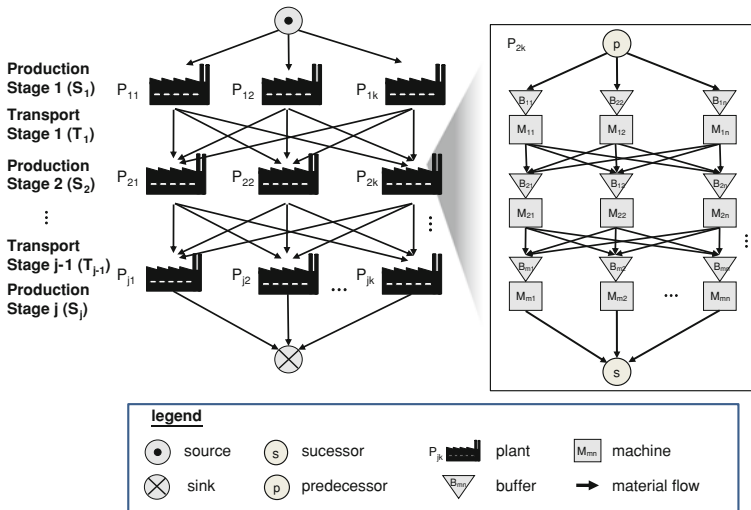 Production
Stage 1 (S1)
P11
P12
P1k
Transport
Stage 1 (T1)
Production
Stage 2 (S2)
P21
P22
P2k
⋮
⋮
Transport
Stage j-1 (Tj-1)
Production
Stage j (Sj)
Pj1
Pj2
...
Pjk
P2k
p
B11
B22
B1n
M11
M12
M1n
B21
B12
B2n
M21
M22
M2n
⋮
Bm1
Bm2
Bmn
Mm1
Mm2
...
Mmn
s
legend
source
s sucessor
Pjk plant
Mmn machine
sink
p predecessor
Bmn buffer
material flow